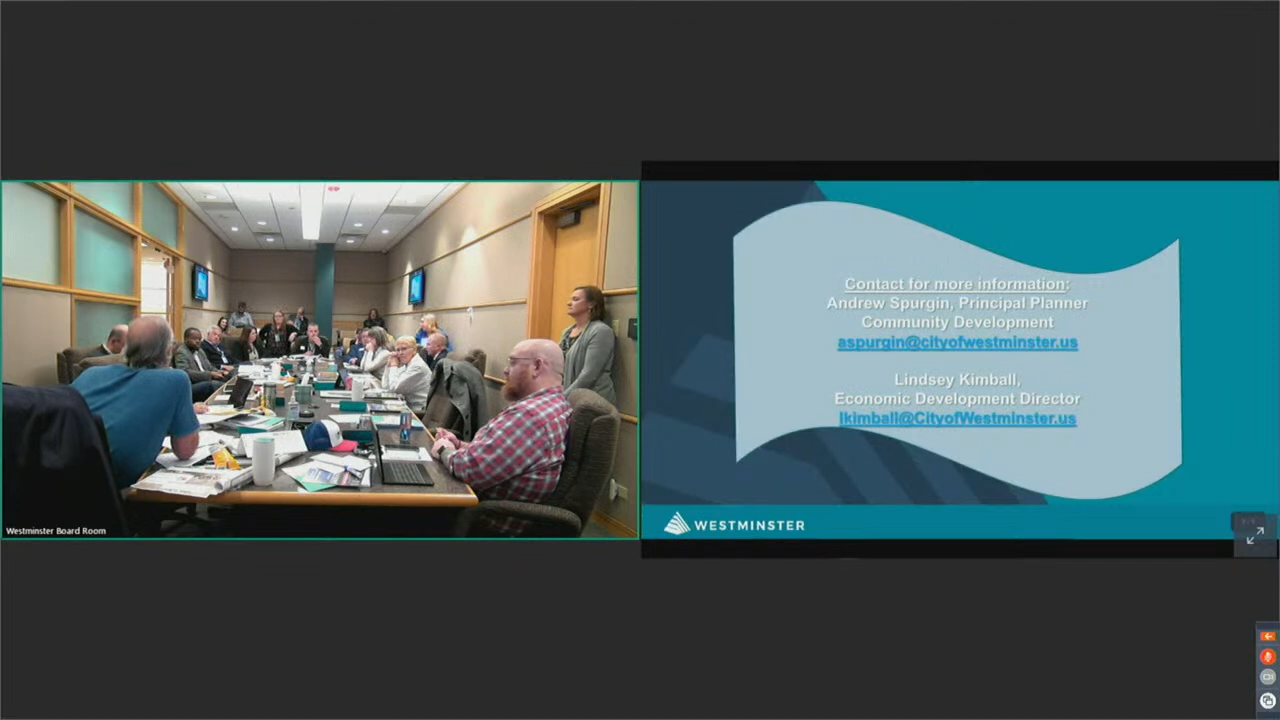 Westminster Board Room
Contact for more information:
Andrew Spurgin, Principal Planner
Community Development
aspurgin@cityofwestminster.us
Lindsey Kimball,
Economic Development Director
lkimball@CityofWestminster.us
WESTMINSTER